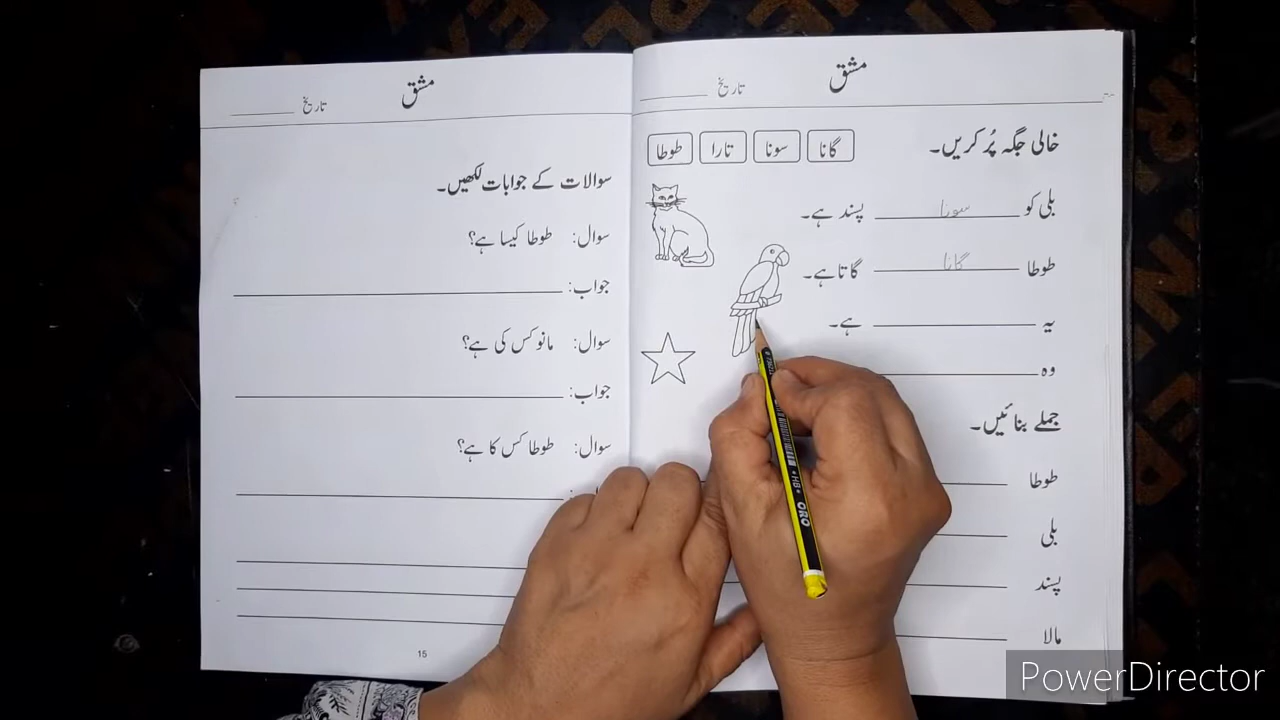 مشق
تاریخ
خالی جگہ پُر کریں۔
گانا سونا تارا طوطا
بلی کو سونا پسند ہے۔
طوطا گانا گاتا ہے۔
یہ ہے۔
وہ
جملے بنائیں۔
طوطا
بلی
پسند
مالا
مشق
تاریخ
سوالات کے جوابات لکھیں۔
سوال: طوطا کیسا ہے؟
جواب:
سوال: مانو کس کی ہے؟
جواب:
سوال: طوطا کس کا ہے؟
15
ORO
HB
PowerDirector